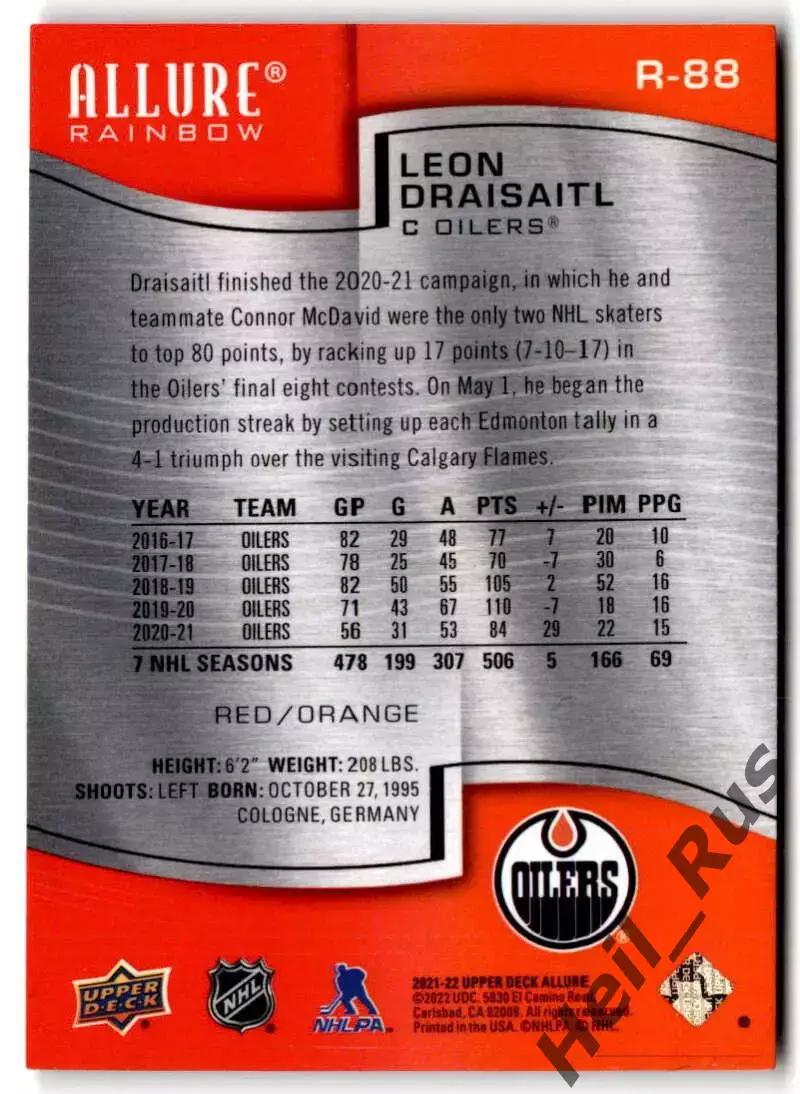 ALLURE®
RAINBOW
R-88
LEON
DRAISAITL
C OILERS®
Draisaitl finished the 2020-21 campaign, in which he and
teammate Connor McDavid were the only two NHL skaters
to top 80 points, by racking up 17 points (7-10–17) in
the Oilers' final eight contests. On May 1, he began the
production streak by setting up each Edmonton tally in a
4-1 triumph over the visiting Calgary Flames.
YEAR TEAM GP G A PTS +/- PIM PPG
2016-17 OILERS 82 29 48 77 7 20 10
2017-18 OILERS 78 25 45 70 -7 30 6
2018-19 OILERS 82 50 55 105 2 52 16
2019-20 OILERS 71 43 67 110 -7 18 16
2020-21 OILERS 56 31 53 84 29 22 15
7 NHL SEASONS 478 199 307 506 5 166 69
RED/ORANGE
HEIGHT: 6'2" WEIGHT: 208 LBS.
SHOOTS: LEFT BORN: OCTOBER 27, 1995
COLOGNE, GERMANY
OILERS
®
UPPER
DECK
®
NHL
®
NHLPA
2021-22 UPPER DECK ALLURE.
©2022 UDC. 5830 El Camino Real,
Carlsbad, CA 92008. All rights reserved.
Printed in the USA. ©NHLPA © NHL.
Heil_Rus